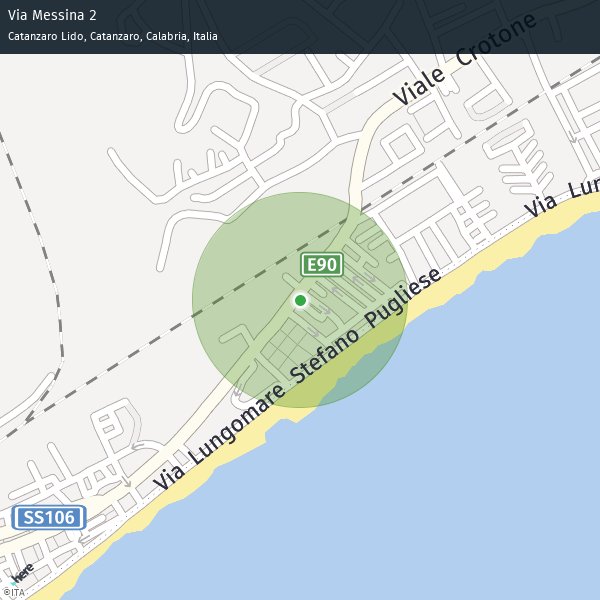 Via Messina 2
Catanzaro Lido, Catanzaro, Calabria, Italia
Viale Crotone
Via Lun
E90
Via Lungomare Stefano Pugliese
SS106
here
©ITA